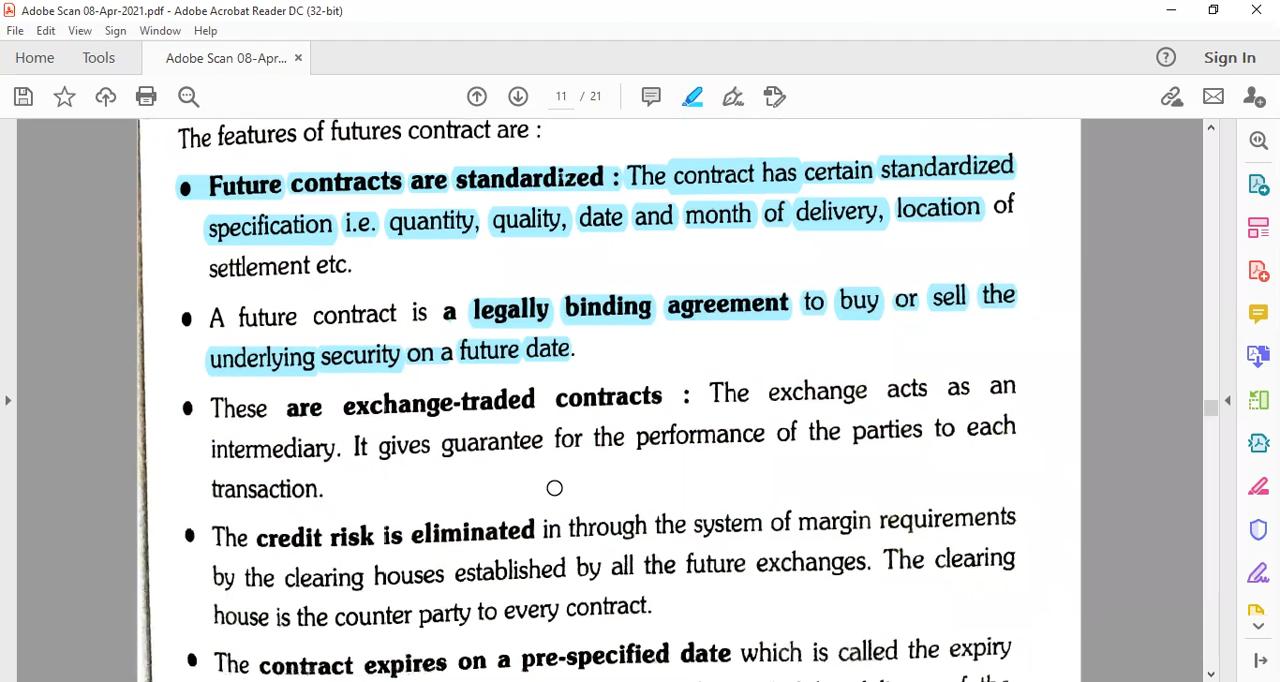 Adobe Scan 08-Apr-2021.pdf - Adobe Acrobat Reader DC (32-bit)
File Edit View Sign Window Help
Home Tools Adobe Scan 08-Apr... × Sign In
11 / 21
The features of futures contract are :
● Future contracts are standardized : The contract has certain standardized
specification i.e. quantity, quality, date and month of delivery, location of
settlement etc.
● A future contract is a legally binding agreement to buy or sell the
underlying security on a future date.
● These are exchange-traded contracts : The exchange acts as an
intermediary. It gives guarantee for the performance of the parties to each
transaction.
● The credit risk is eliminated in through the system of margin requirements
by the clearing houses established by all the future exchanges. The clearing
house is the counter party to every contract.
● The contract expires on a pre-specified date which is called the expiry